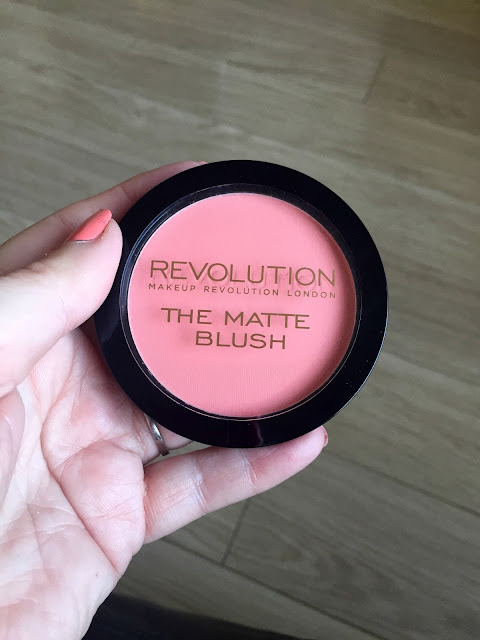 REVOLUTION
MAKEUP REVOLUTION LONDON
THE MATTE
BLUSH